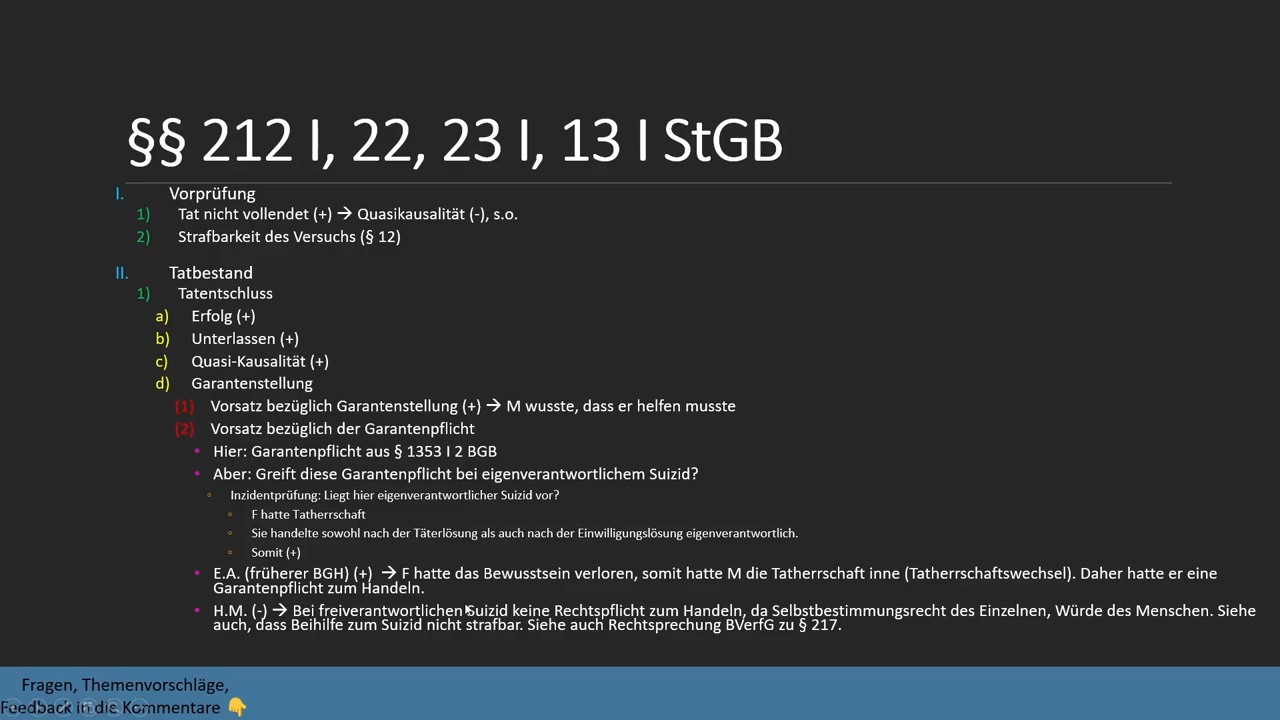 §§ 212 I, 22, 23 I, 13 I StGB
I. Vorprüfung
1) Tat nicht vollendet (+) → Quasikausalität (-), s.o.
2) Strafbarkeit des Versuchs (§ 12)
II. Tatbestand
1) Tatentschluss
a) Erfolg (+)
b) Unterlassen (+)
c) Quasi-Kausalität (+)
d) Garantenstellung
(1) Vorsatz bezüglich Garantenstellung (+) → M wusste, dass er helfen musste
(2) Vorsatz bezüglich der Garantenpflicht
• Hier: Garantenpflicht aus § 1353 I 2 BGB
• Aber: Greift diese Garantenpflicht bei eigenverantwortlichem Suizid?
◦ Inzidentprüfung: Liegt hier eigenverantwortlicher Suizid vor?
◦ F hatte Tatherrschaft
◦ Sie handelte sowohl nach der Täterlösung als auch nach der Einwilligungslösung eigenverantwortlich.
◦ Somit (+)
• E.A. (früherer BGH) (+) → F hatte das Bewusstsein verloren, somit hatte M die Tatherrschaft inne (Tatherrschaftswechsel). Daher hatte er eine
Garantenpflicht zum Handeln.
• H.M. (-) → Bei freiverantwortlichen Suizid keine Rechtspflicht zum Handeln, da Selbstbestimmungsrecht des Einzelnen, Würde des Menschen. Siehe
auch, dass Beihilfe zum Suizid nicht strafbar. Siehe auch Rechtsprechung BVerfG zu § 217.
Fragen, Themenvorschläge,
Feedback in die Kommentare 👇